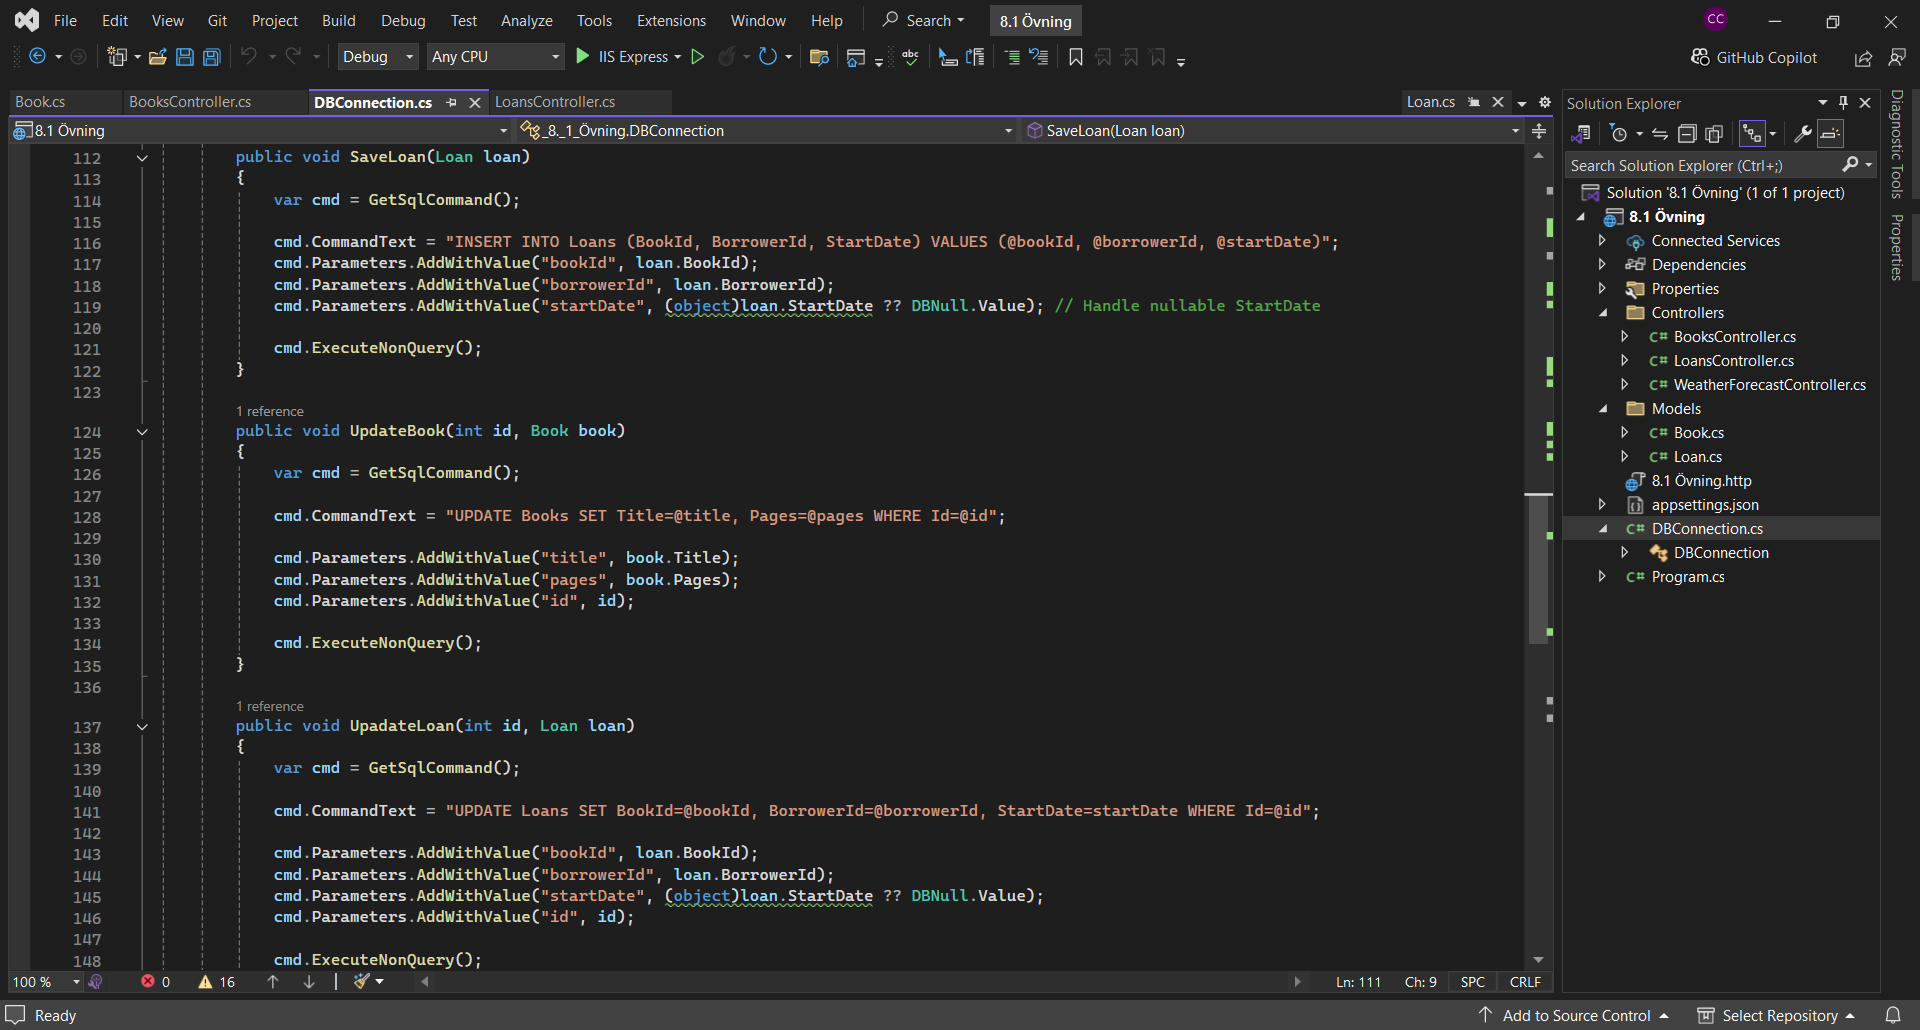 File Edit View Git Project Build Debug Test Analyze Tools Extensions Window Help Search 8.1 Övning CC
Debug Any CPU IIS Express abc GitHub Copilot
Book.cs BooksController.cs DBConnection.cs LoansController.cs Loan.cs
8.1 Övning _8._1_Övning.DBConnection SaveLoan(Loan loan)
112 public void SaveLoan(Loan loan)
113 {
114 var cmd = GetSqlCommand();
115
116 cmd.CommandText = "INSERT INTO Loans (BookId, BorrowerId, StartDate) VALUES (@bookId, @borrowerId, @startDate)";
117 cmd.Parameters.AddWithValue("bookId", loan.BookId);
118 cmd.Parameters.AddWithValue("borrowerId", loan.BorrowerId);
119 cmd.Parameters.AddWithValue("startDate", (object)loan.StartDate ?? DBNull.Value); // Handle nullable StartDate
120
121 cmd.ExecuteNonQuery();
122 }
123
1 reference
124 public void UpdateBook(int id, Book book)
125 {
126 var cmd = GetSqlCommand();
127
128 cmd.CommandText = "UPDATE Books SET Title=@title, Pages=@pages WHERE Id=@id";
129
130 cmd.Parameters.AddWithValue("title", book.Title);
131 cmd.Parameters.AddWithValue("pages", book.Pages);
132 cmd.Parameters.AddWithValue("id", id);
133
134 cmd.ExecuteNonQuery();
135 }
136
1 reference
137 public void UpadateLoan(int id, Loan loan)
138 {
139 var cmd = GetSqlCommand();
140
141 cmd.CommandText = "UPDATE Loans SET BookId=@bookId, BorrowerId=@borrowerId, StartDate=startDate WHERE Id=@id";
142
143 cmd.Parameters.AddWithValue("bookId", loan.BookId);
144 cmd.Parameters.AddWithValue("borrowerId", loan.BorrowerId);
145 cmd.Parameters.AddWithValue("startDate", (object)loan.StartDate ?? DBNull.Value);
146 cmd.Parameters.AddWithValue("id", id);
147
148 cmd.ExecuteNonQuery();
100 % 0 16 Ln: 111 Ch: 9 SPC CRLF
Solution Explorer
Search Solution Explorer (Ctrl+;)
Solution '8.1 Övning' (1 of 1 project)
8.1 Övning
Connected Services
Dependencies
Properties
Controllers
C# BooksController.cs
C# LoansController.cs
C# WeatherForecastController.cs
Models
C# Book.cs
C# Loan.cs
8.1 Övning.http
appsettings.json
C# DBConnection.cs
DBConnection
C# Program.cs
Diagnostic Tools
Properties
Ready Add to Source Control Select Repository